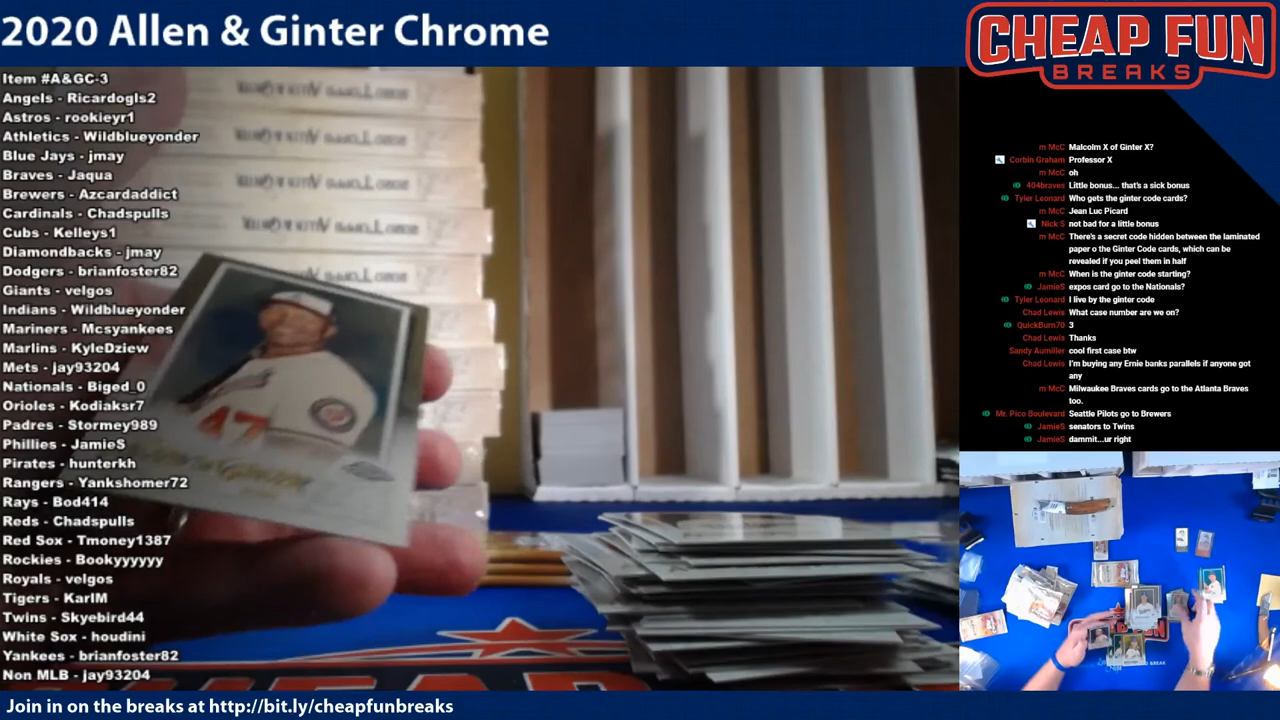 2020 Allen & Ginter Chrome
CHEAP FUN
BREAKS
Item #A&GC-3
Angels - Ricardogls2
Astros - rookieyr1
Athletics - Wildblueyonder
Blue Jays - jmay
Braves - Jaqua
Brewers - Azcardaddict
Cardinals - Chadspulls
Cubs - Kelleys1
Diamondbacks - jmay
Dodgers - brianfoster82
Giants - velgos
Indians - Wildblueyonder
Mariners - Mcsyankees
Marlins - KyleDziew
Mets - jay93204
Nationals - Biged_0
Orioles - Kodiaksr7
Padres - Stormey989
Phillies - JamieS
Pirates - hunterkh
Rangers - Yankshomer72
Rays - Bod414
Reds - Chadspulls
Red Sox - Tmoney1387
Rockies - Bookyyyyyy
Royals - velgos
Tigers - KarlM
Twins - Skyebird44
White Sox - houdini
Yankees - brianfoster82
Non MLB - jay93204
47
m McC Malcolm X of Ginter X?
Corbin Graham Professor X
m McC oh
404braves Little bonus... that's a sick bonus
Tyler Leonard Who gets the ginter code cards?
m McC Jean Luc Picard
Nick S not bad for a little bonus
m McC There's a secret code hidden between the laminated
paper o the Ginter Code cards, which can be
revealed if you peel them in half
m McC When is the ginter code starting?
JamieS expos card go to the Nationals?
Tyler Leonard I live by the ginter code
Chad Lewis What case number are we on?
QuickBurn70 3
Chad Lewis Thanks
Sandy Aumiller cool first case btw
Chad Lewis I'm buying any Ernie banks parallels if anyone got
any
m McC Milwaukee Braves cards go to the Atlanta Braves
too.
Mr. Pico Boulevard Seattle Pilots go to Brewers
JamieS senators to Twins
JamieS dammit...ur right
Join in on the breaks at http://bit.ly/cheapfunbreaks